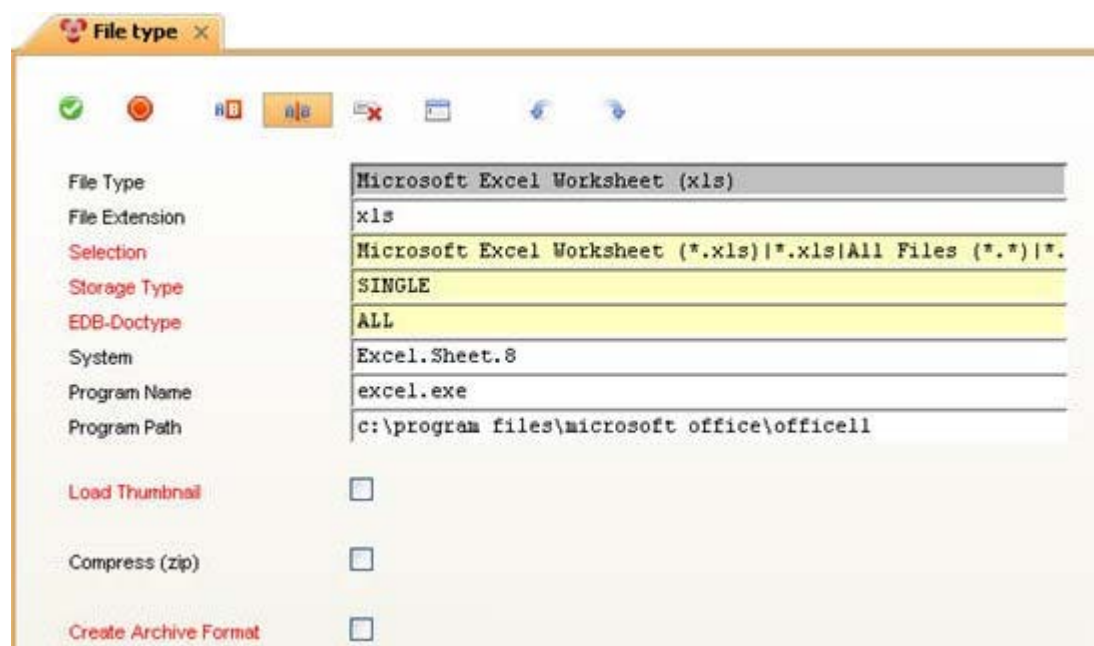 File type
File Type Microsoft Excel Worksheet (xls)
File Extension xls
Selection Microsoft Excel Worksheet (*.xls)|*.xls|All Files (*.*)|*.
Storage Type SINGLE
EDB-Doctype ALL
System Excel.Sheet.8
Program Name excel.exe
Program Path c:\program files\microsoft office\office11
Load Thumbnail
Compress (zip)
Create Archive Format